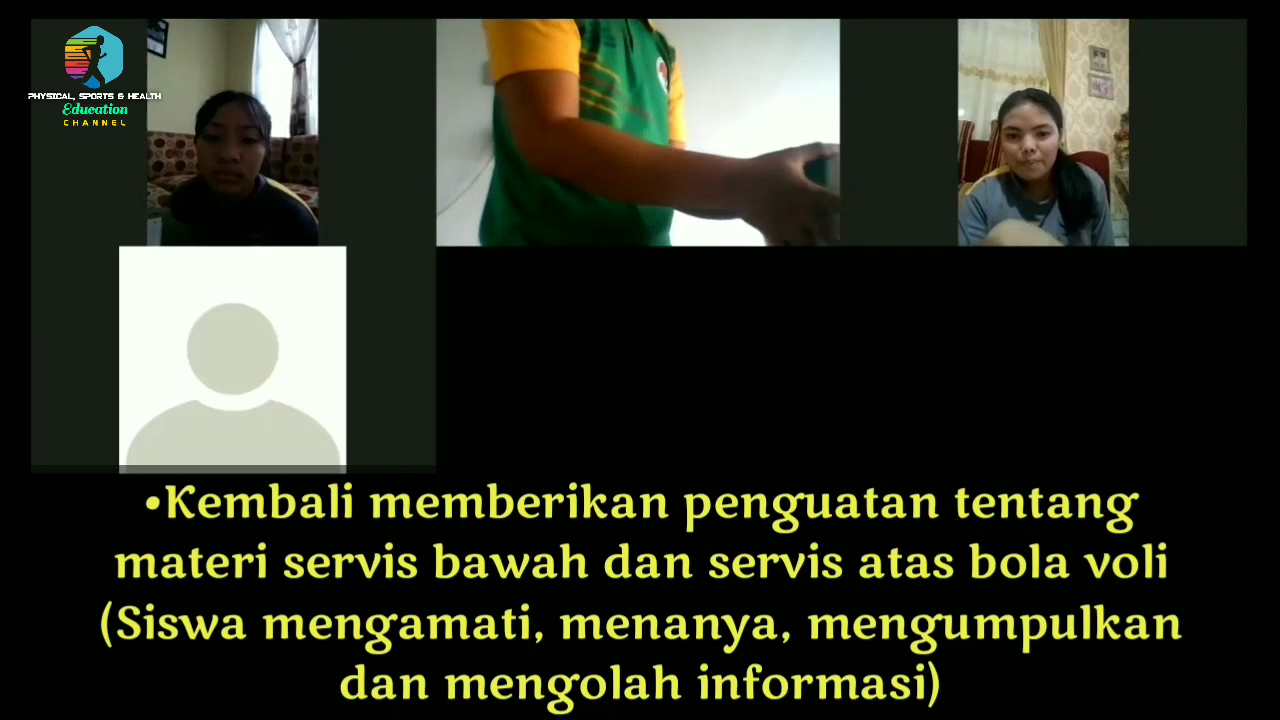 PHYSICAL, SPORTS & HEALTH
Education
CHANNEL
•Kembali memberikan penguatan tentang
materi servis bawah dan servis atas bola voli
(Siswa mengamati, menanya, mengumpulkan
dan mengolah informasi)